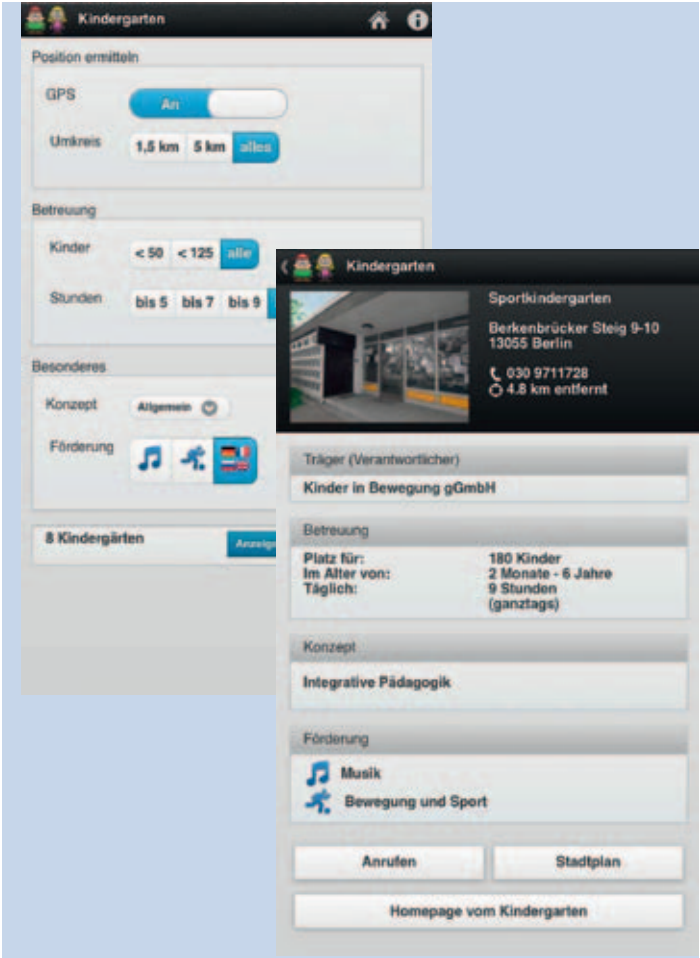 Kindergarten
Position ermitteln
GPS
An
Umkreis
1,5 km 5 km alles
Betreuung
Kinder
< 50 < 125 alle
Stunden
bis 5 bis 7 bis 9
Besonderes
Konzept
Allgemein
Förderung
8 Kindergärten
Anzeige
Kindergarten
Sportkindergarten
Berkenbrücker Steig 9-10
13055 Berlin
030 9711728
4.8 km entfernt
Träger (Verantwortlicher)
Kinder in Bewegung gGmbH
Betreuung
Platz für: 180 Kinder
Im Alter von: 2 Monate - 6 Jahre
Täglich: 9 Stunden
(ganztags)
Konzept
Integrative Pädagogik
Förderung
Musik
Bewegung und Sport
Anrufen
Stadtplan
Homepage vom Kindergarten